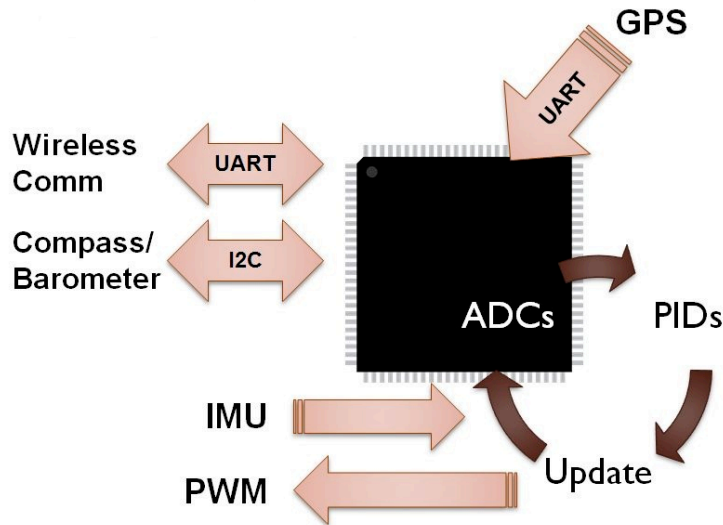 GPS
UART
Wireless
Comm
UART
Compass/
Barometer
I2C
ADCs
PIDs
IMU
Update
PWM